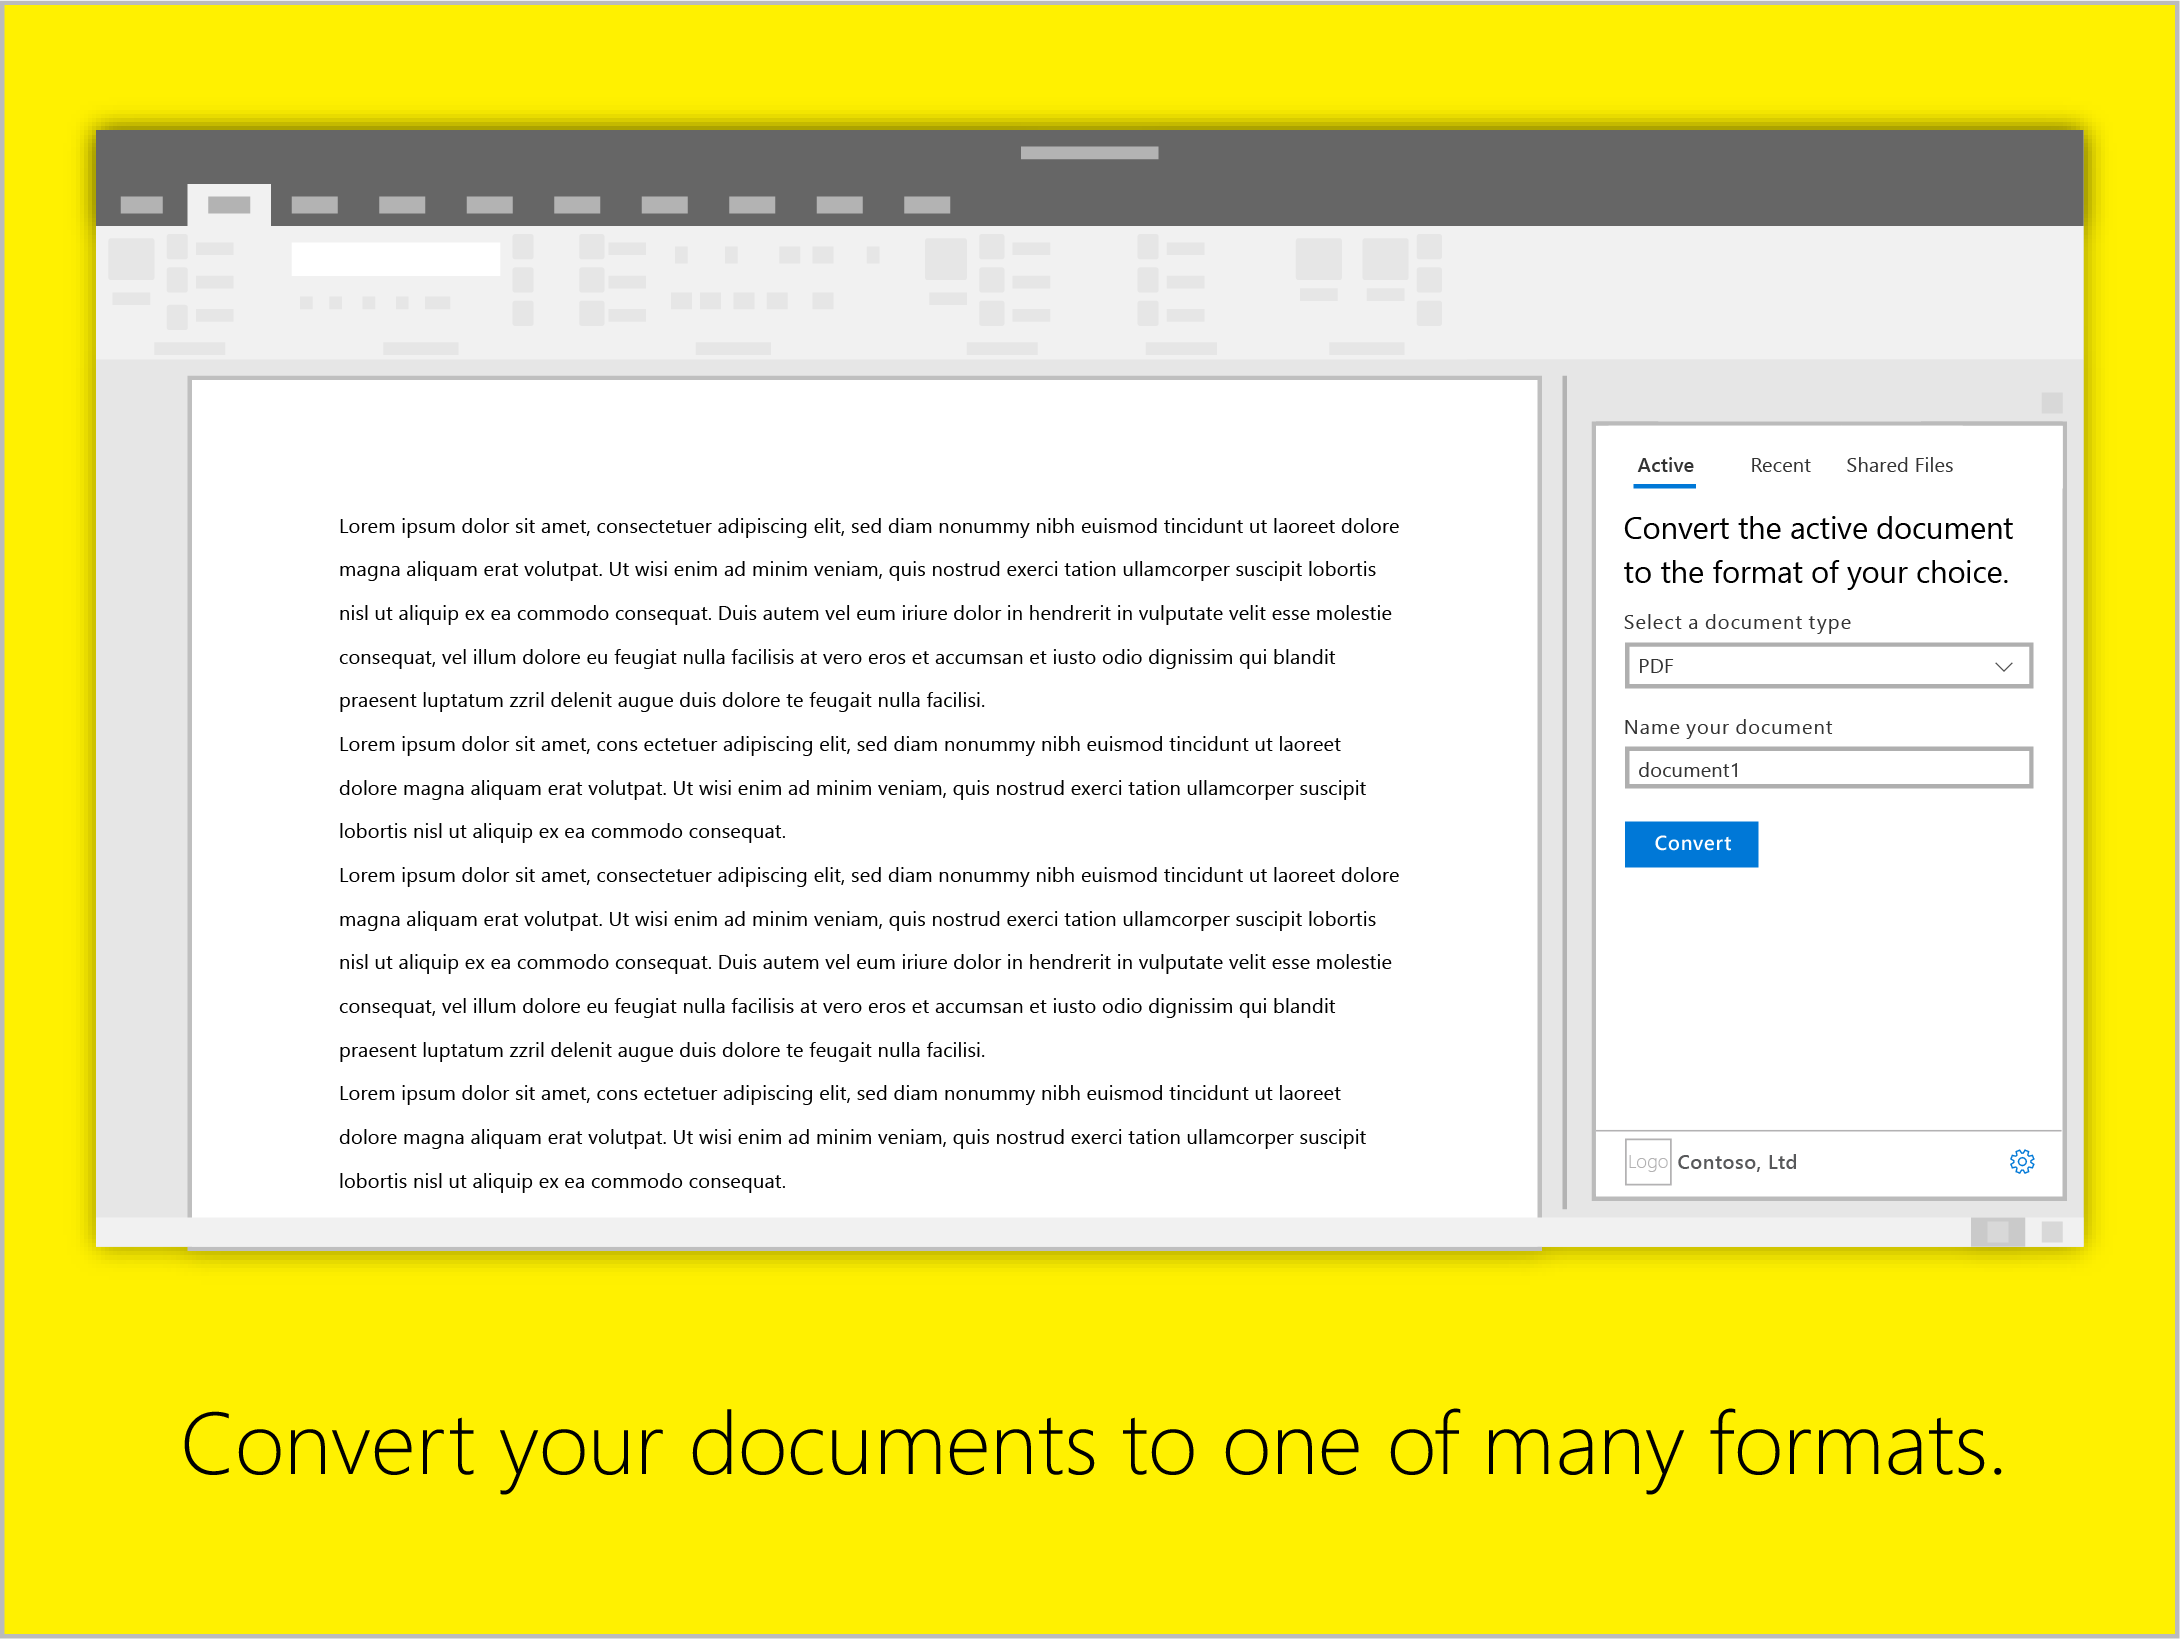 Lorem ipsum dolor sit amet, consectetuer adipiscing elit, sed diam nonummy nibh euismod tincidunt ut laoreet dolore
magna aliquam erat volutpat. Ut wisi enim ad minim veniam, quis nostrud exerci tation ullamcorper suscipit lobortis
nisl ut aliquip ex ea commodo consequat. Duis autem vel eum iriure dolor in hendrerit in vulputate velit esse molestie
consequat, vel illum dolore eu feugiat nulla facilisis at vero eros et accumsan et iusto odio dignissim qui blandit
praesent luptatum zzril delenit augue duis dolore te feugait nulla facilisi.
Lorem ipsum dolor sit amet, cons ectetuer adipiscing elit, sed diam nonummy nibh euismod tincidunt ut laoreet
dolore magna aliquam erat volutpat. Ut wisi enim ad minim veniam, quis nostrud exerci tation ullamcorper suscipit
lobortis nisl ut aliquip ex ea commodo consequat.
Lorem ipsum dolor sit amet, consectetuer adipiscing elit, sed diam nonummy nibh euismod tincidunt ut laoreet dolore
magna aliquam erat volutpat. Ut wisi enim ad minim veniam, quis nostrud exerci tation ullamcorper suscipit lobortis
nisl ut aliquip ex ea commodo consequat. Duis autem vel eum iriure dolor in hendrerit in vulputate velit esse molestie
consequat, vel illum dolore eu feugiat nulla facilisis at vero eros et accumsan et iusto odio dignissim qui blandit
praesent luptatum zzril delenit augue duis dolore te feugait nulla facilisi.
Lorem ipsum dolor sit amet, cons ectetuer adipiscing elit, sed diam nonummy nibh euismod tincidunt ut laoreet
dolore magna aliquam erat volutpat. Ut wisi enim ad minim veniam, quis nostrud exerci tation ullamcorper suscipit
lobortis nisl ut aliquip ex ea commodo consequat.
Active Recent Shared Files
Convert the active document
to the format of your choice.
Select a document type
PDF
Name your document
document1
Convert
Logo Contoso, Ltd
Convert your documents to one of many formats.